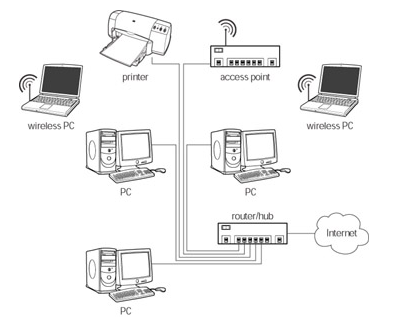 printer
access point
wireless PC
wireless PC
PC
PC
router/hub
Internet
PC